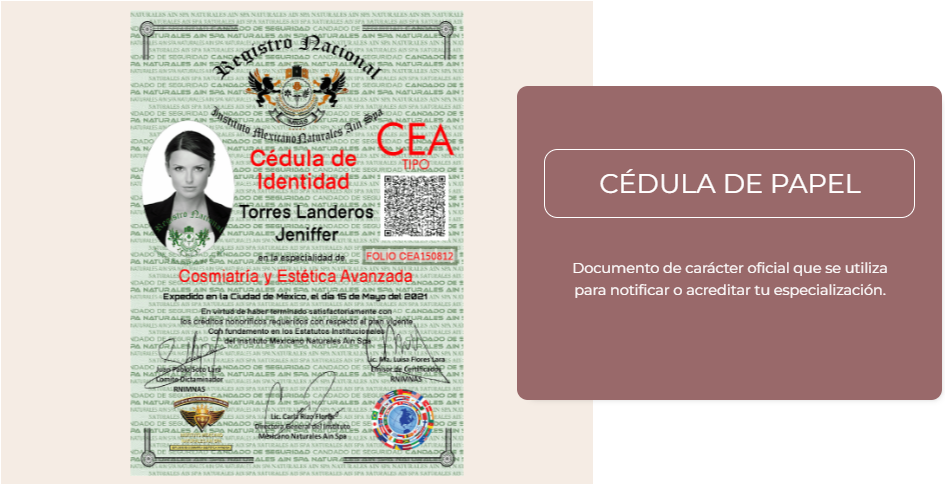 Registro Nacional
Instituto Mexicano Naturales Ain Spa
CEA
TIPO
Cédula de
Identidad
Torres Landeros
Jeniffer
Registro Nacional
en la especialidad de
FOLIO CEA150812
Cosmiatría y Estética Avanzada
Expedido en la Ciudad de México, el día 15 de Mayo del 2021
En virtud de haber terminado satisfactoriamente con
los créditos honoríficos requeridos con respecto al plan vigente
Con fundamento en los Estatutos Institucionales
del Instituto Mexicano Naturales Ain Spa
Juan Pablo Soto Lara
Comité Dictaminador
RNIMNAS
Lic. Ma. Luisa Flores Lara
Emisor de Certificados
RNIMNAS
Lic. Carla Rizo Flores
Directora General del Instituto
Mexicano Naturales Ain Spa
CÉDULA DE PAPEL
Documento de carácter oficial que se utiliza
para notificar o acreditar tu especialización.